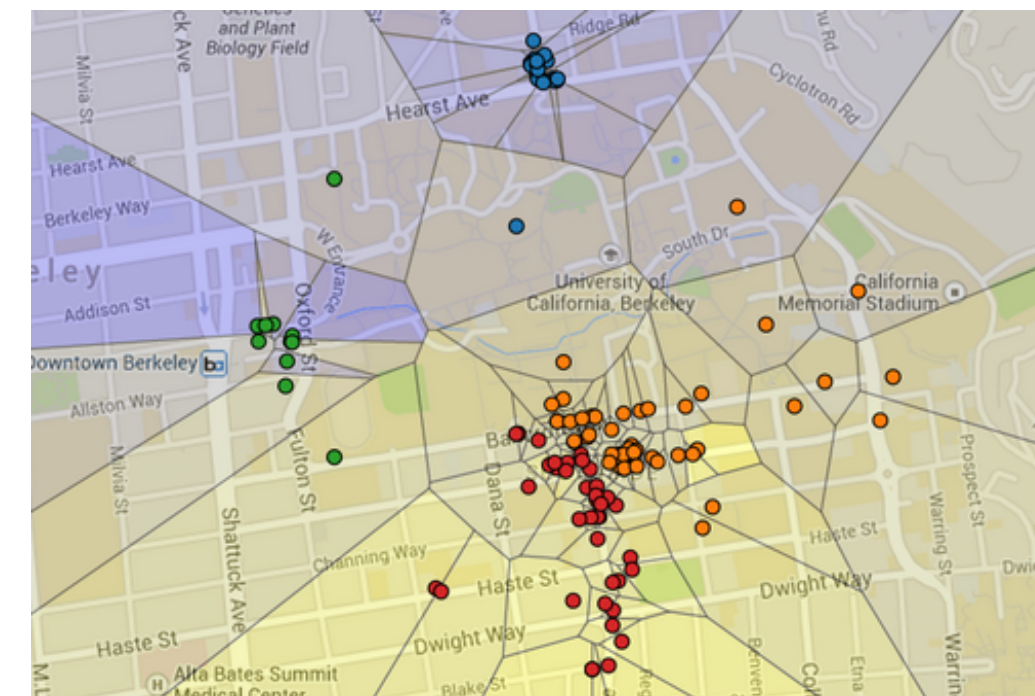 Genetics
and Plant
Biology Field
Ridge Rd
Cyclotron Rd
Milvia St
Hearst Ave
Hearst Ave
Berkeley Way
W Entrance
South Dr
eley
Addison St
Oxford St
University of
California, Berkeley
California
Memorial Stadium
Downtown Berkeley
Allston Way
Milvia St
Fulton St
Dana St
Prospect St
Shattuck Ave
Channing Way
Haste St
Warring St
Haste St
Dwight Way
Haste St
Dwight Way
H
Alta Bates Summit
Medical Center
Blake St
Etna